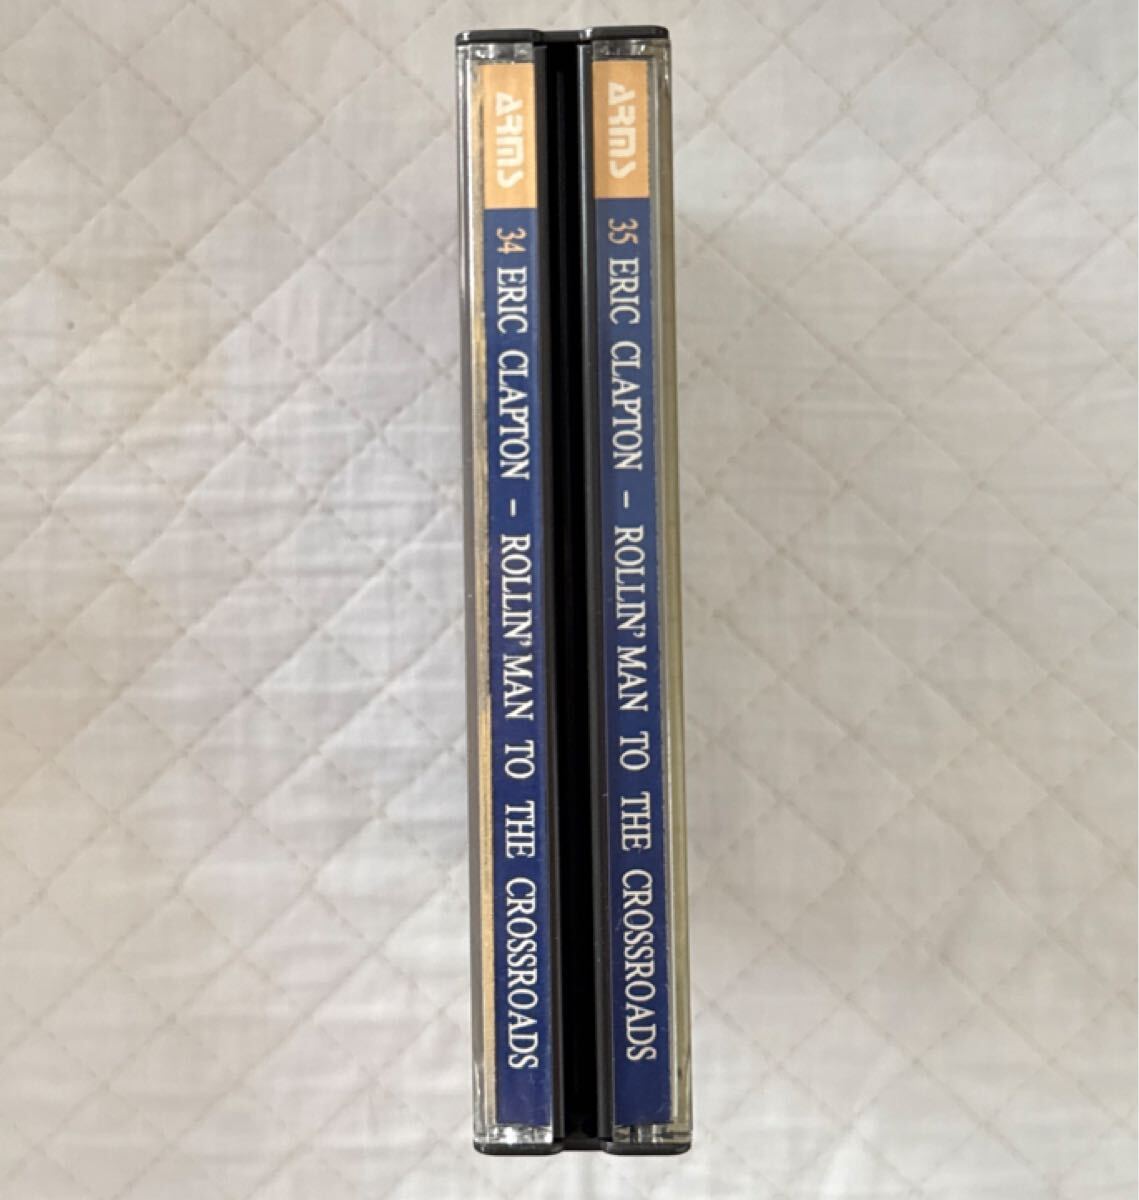 ARMS
34 ERIC CLAPTON - ROLLIN' MAN TO THE CROSSROADS
ARMS
35 ERIC CLAPTON - ROLLIN' MAN TO THE CROSSROADS